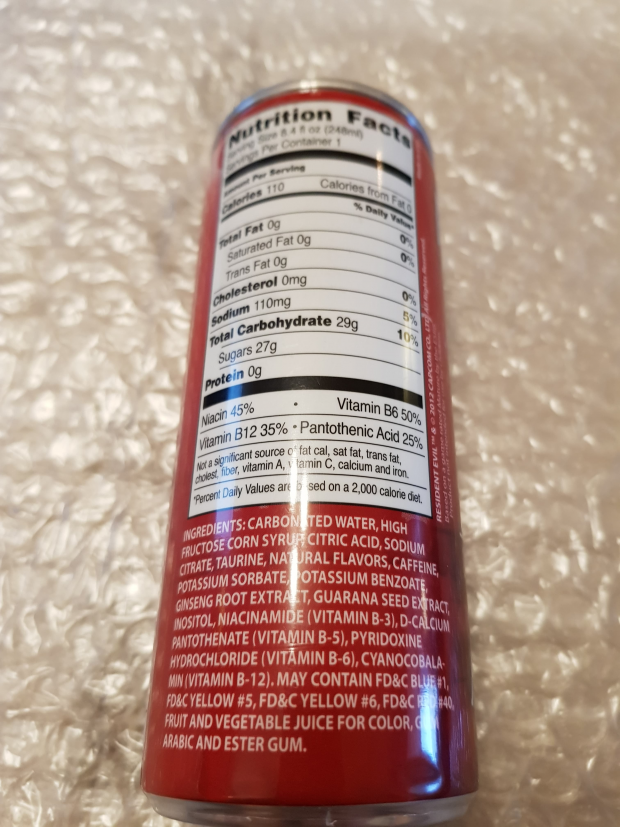 Nutrition Facts
Serving Size 8.4 fl oz (248ml)
Servings Per Container 1
Amount Per Serving
Calories 110 Calories from Fat 0
% Daily Value*
Total Fat 0g 0%
Saturated Fat 0g 0%
Trans Fat 0g
Cholesterol 0mg 0%
Sodium 110mg 5%
Total Carbohydrate 29g 10%
Sugars 27g
Protein 0g
Niacin 45% • Vitamin B6 50%
Vitamin B12 35% • Pantothenic Acid 25%
Not a significant source of fat cal, sat fat, trans fat,
cholest, fiber, vitamin A, vitamin C, calcium and iron.
*Percent Daily Values are based on a 2,000 calorie diet.
INGREDIENTS: CARBONATED WATER, HIGH
FRUCTOSE CORN SYRUP, CITRIC ACID, SODIUM
CITRATE, TAURINE, NATURAL FLAVORS, CAFFEINE,
POTASSIUM SORBATE, POTASSIUM BENZOATE,
GINSENG ROOT EXTRACT, GUARANA SEED EXTRACT,
INOSITOL, NIACINAMIDE (VITAMIN B-3), D-CALCIUM
PANTOTHENATE (VITAMIN B-5), PYRIDOXINE
HYDROCHLORIDE (VITAMIN B-6), CYANOCOBALA-
MIN (VITAMIN B-12). MAY CONTAIN FD&C BLUE #1,
FD&C YELLOW #5, FD&C YELLOW #6, FD&C RED #40,
FRUIT AND VEGETABLE JUICE FOR COLOR, GUM
ARABIC AND ESTER GUM.
RESIDENT EVIL ™ & © 2012 CAPCOM CO., LTD. All Rights Reserved.